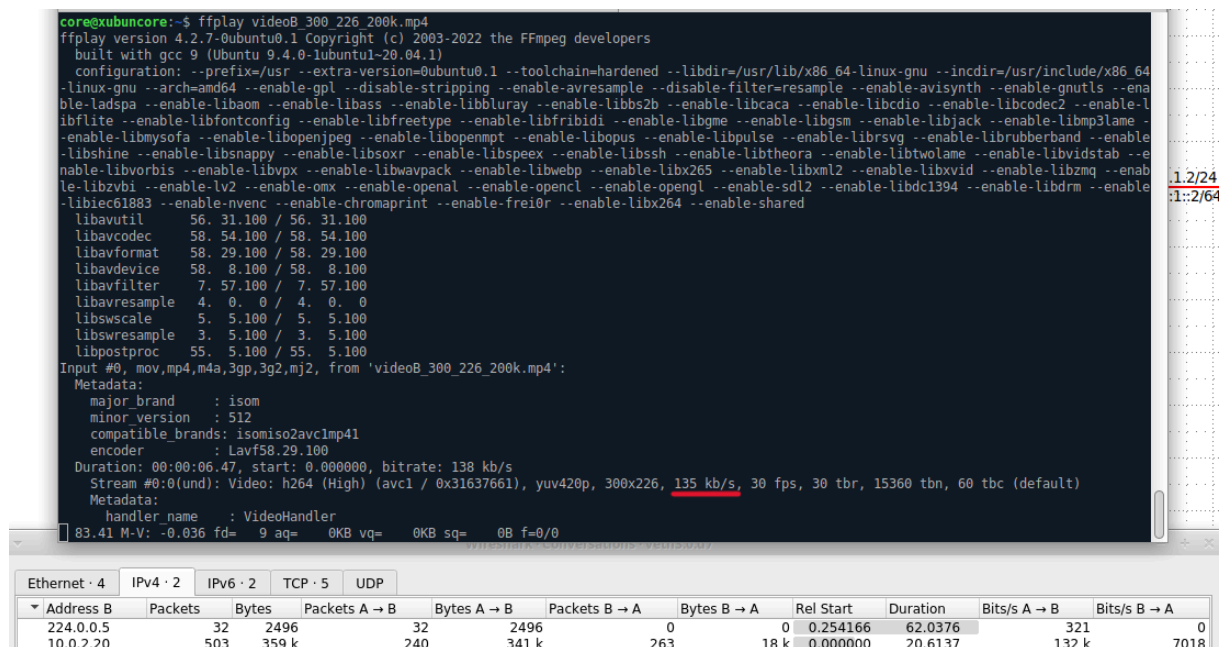 core@xubuncore:~$ ffplay videoB_300_226_200k.mp4
ffplay version 4.2.7-0ubuntu0.1 Copyright (c) 2003-2022 the FFmpeg developers
built with gcc 9 (Ubuntu 9.4.0-1ubuntu1~20.04.1)
configuration: --prefix=/usr --extra-version=0ubuntu0.1 --toolchain=hardened --libdir=/usr/lib/x86_64-linux-gnu --incdir=/usr/include/x86_64
-linux-gnu --arch=amd64 --enable-gpl --disable-stripping --enable-avresample --disable-filter=resample --enable-avisynth --enable-gnutls --ena
ble-ladspa --enable-libaom --enable-libass --enable-libbluray --enable-libbs2b --enable-libcaca --enable-libcdio --enable-libcodec2 --enable-l
ibflite --enable-libfontconfig --enable-libfreetype --enable-libfribidi --enable-libgme --enable-libgsm --enable-libjack --enable-libmp3lame -
-enable-libmysofa --enable-libopenjpeg --enable-libopenmpt --enable-libopus --enable-libpulse --enable-librsvg --enable-librubberband --enable
-libshine --enable-libsnappy --enable-libsoxr --enable-libspeex --enable-libssh --enable-libtheora --enable-libtwolame --enable-libvidstab --e
nable-libvorbis --enable-libvpx --enable-libwavpack --enable-libwebp --enable-libx265 --enable-libxml2 --enable-libxvid --enable-libzmq --enab
le-libzvbi --enable-lv2 --enable-omx --enable-openal --enable-opencl --enable-opengl --enable-sdl2 --enable-libdc1394 --enable-libdrm --enable
-libiec61883 --enable-nvenc --enable-chromaprint --enable-frei0r --enable-libx264 --enable-shared
.1.2/24
:1::2/64
libavutil 56. 31.100 / 56. 31.100
libavcodec 58. 54.100 / 58. 54.100
libavformat 58. 29.100 / 58. 29.100
libavdevice 58. 8.100 / 58. 8.100
libavfilter 7. 57.100 / 7. 57.100
libavresample 4. 0. 0 / 4. 0. 0
libswscale 5. 5.100 / 5. 5.100
libswresample 3. 5.100 / 3. 5.100
libpostproc 55. 5.100 / 55. 5.100
Input #0, mov,mp4,m4a,3gp,3g2,mj2, from 'videoB_300_226_200k.mp4':
Metadata:
major_brand : isom
minor_version : 512
compatible_brands: isomiso2avc1mp41
encoder : Lavf58.29.100
Duration: 00:00:06.47, start: 0.000000, bitrate: 138 kb/s
Stream #0:0(und): Video: h264 (High) (avc1 / 0x31637661), yuv420p, 300x226, 135 kb/s, 30 fps, 30 tbr, 15360 tbn, 60 tbc (default)
Metadata:
handler_name : VideoHandler
83.41 M-V: -0.036 fd= 9 aq= 0KB vq= 0KB sq= 0B f=0/0
Ethernet · 4 IPv4 · 2 IPv6 · 2 TCP · 5 UDP
Address B Packets Bytes Packets A → B Bytes A → B Packets B → A Bytes B → A Rel Start Duration Bits/s A → B Bits/s B → A
224.0.0.5 32 2496 32 2496 0 0 0.254166 62.0376 321 0
10.0.2.20 503 359 k 240 341 k 263 18 k 0.000000 20.6137 132 k 7018